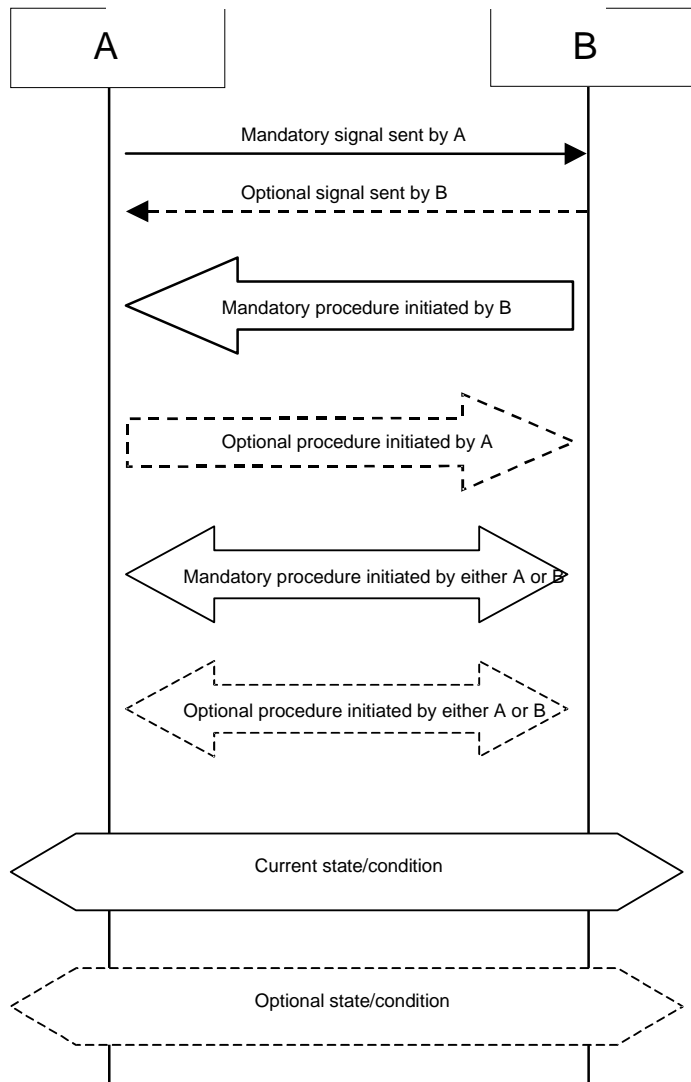 A
B
Mandatory signal sent by A
Optional signal sent by B
Mandatory procedure initiated by B
Optional procedure initiated by A
Mandatory procedure initiated by either A or B
Optional procedure initiated by either A or B
Current state/condition
Optional state/condition